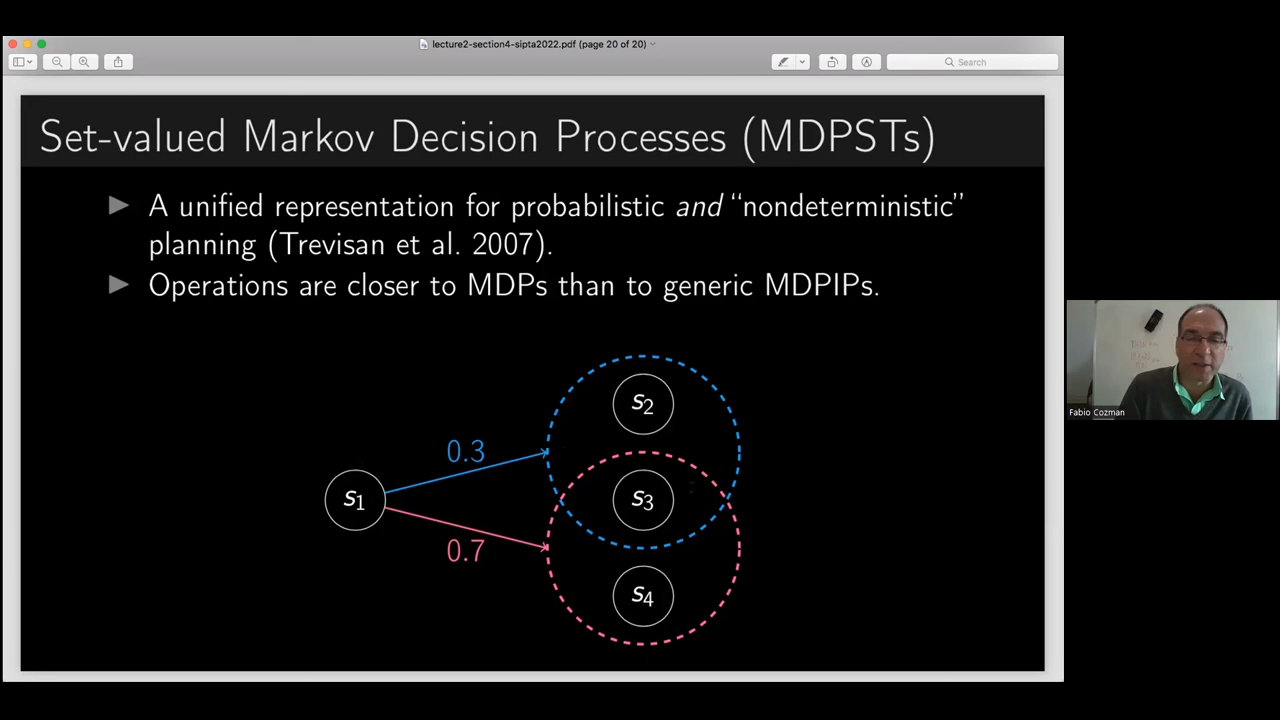 lecture2-section4-sipta2022.pdf (page 20 of 20)
Search
Set-valued Markov Decision Processes (MDPSTs)
A unified representation for probabilistic and “nondeterministic”
planning (Trevisan et al. 2007).
Operations are closer to MDPs than to generic MDPIPs.
s2
0.3
s1
s3
0.7
s4
Fabio Cozman